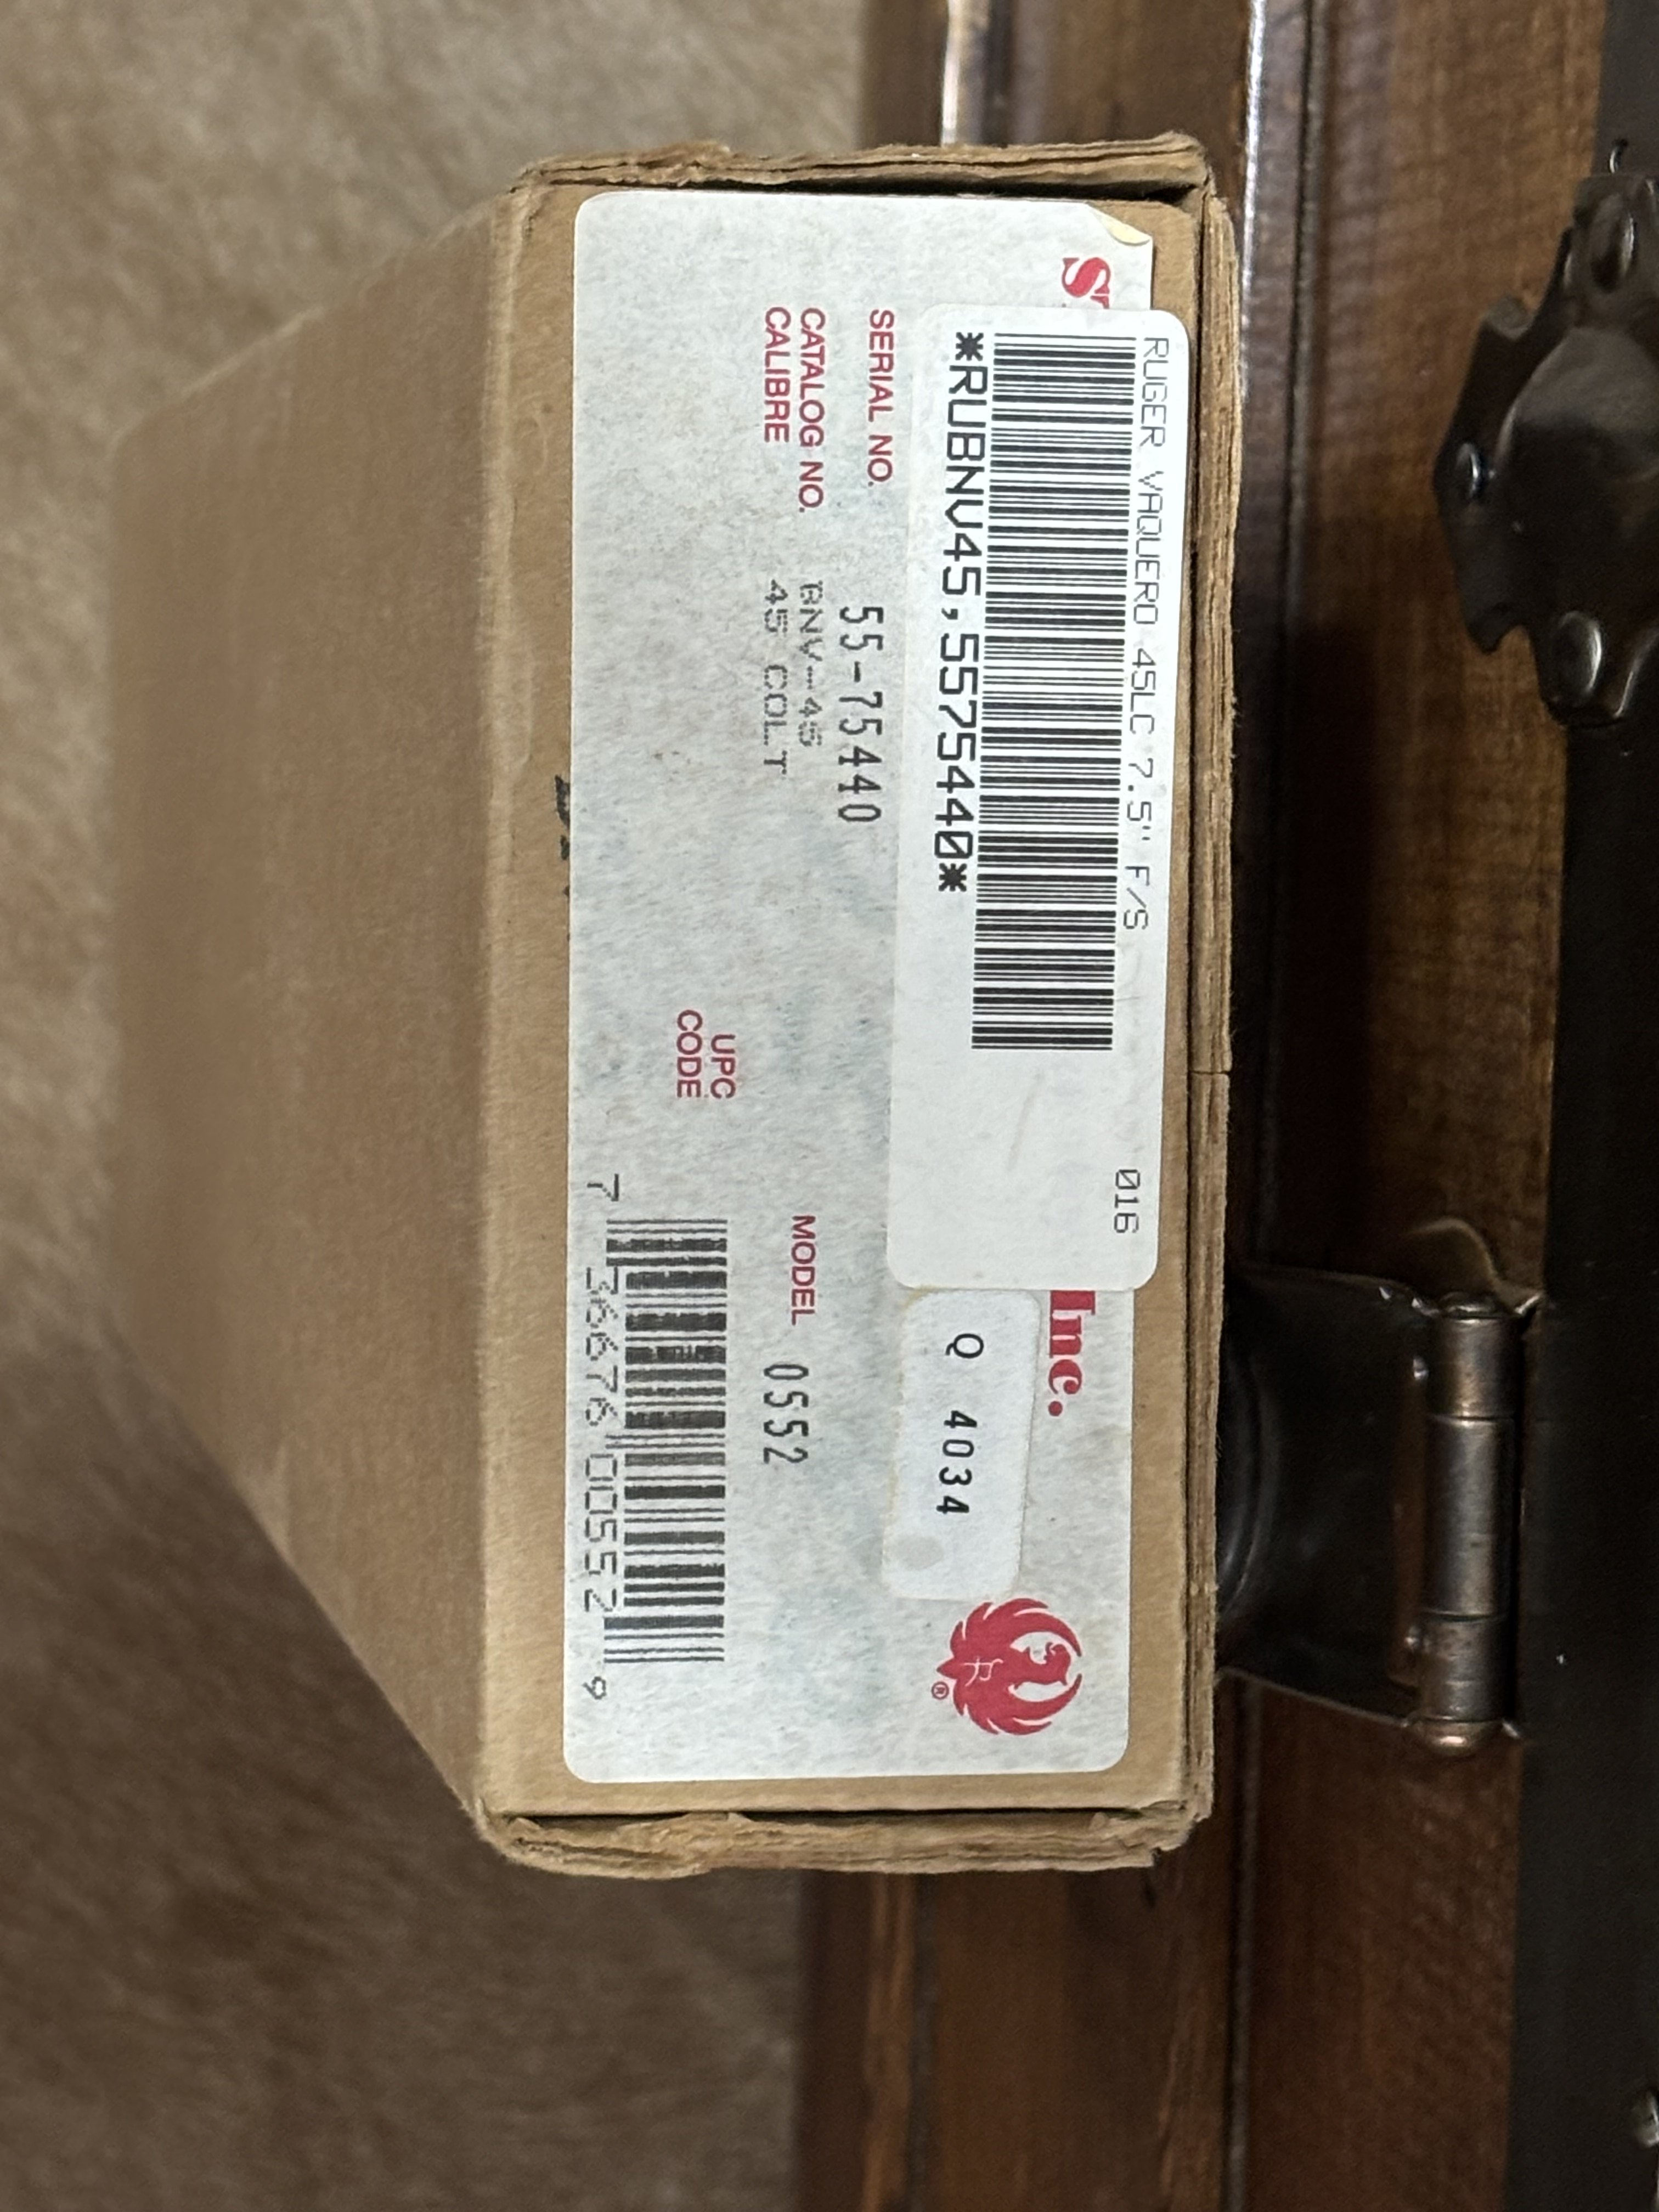 RUGER VAQUERO 45LC 7.5" F/S
016
*RUBNV45,5575440*
Inc.
Q 4034
SERIAL NO. 55-75440
CATALOG NO. BNV-45
CALIBRE 45 COLT
MODEL 0552
UPC
CODE
7 36676 00552 9
®